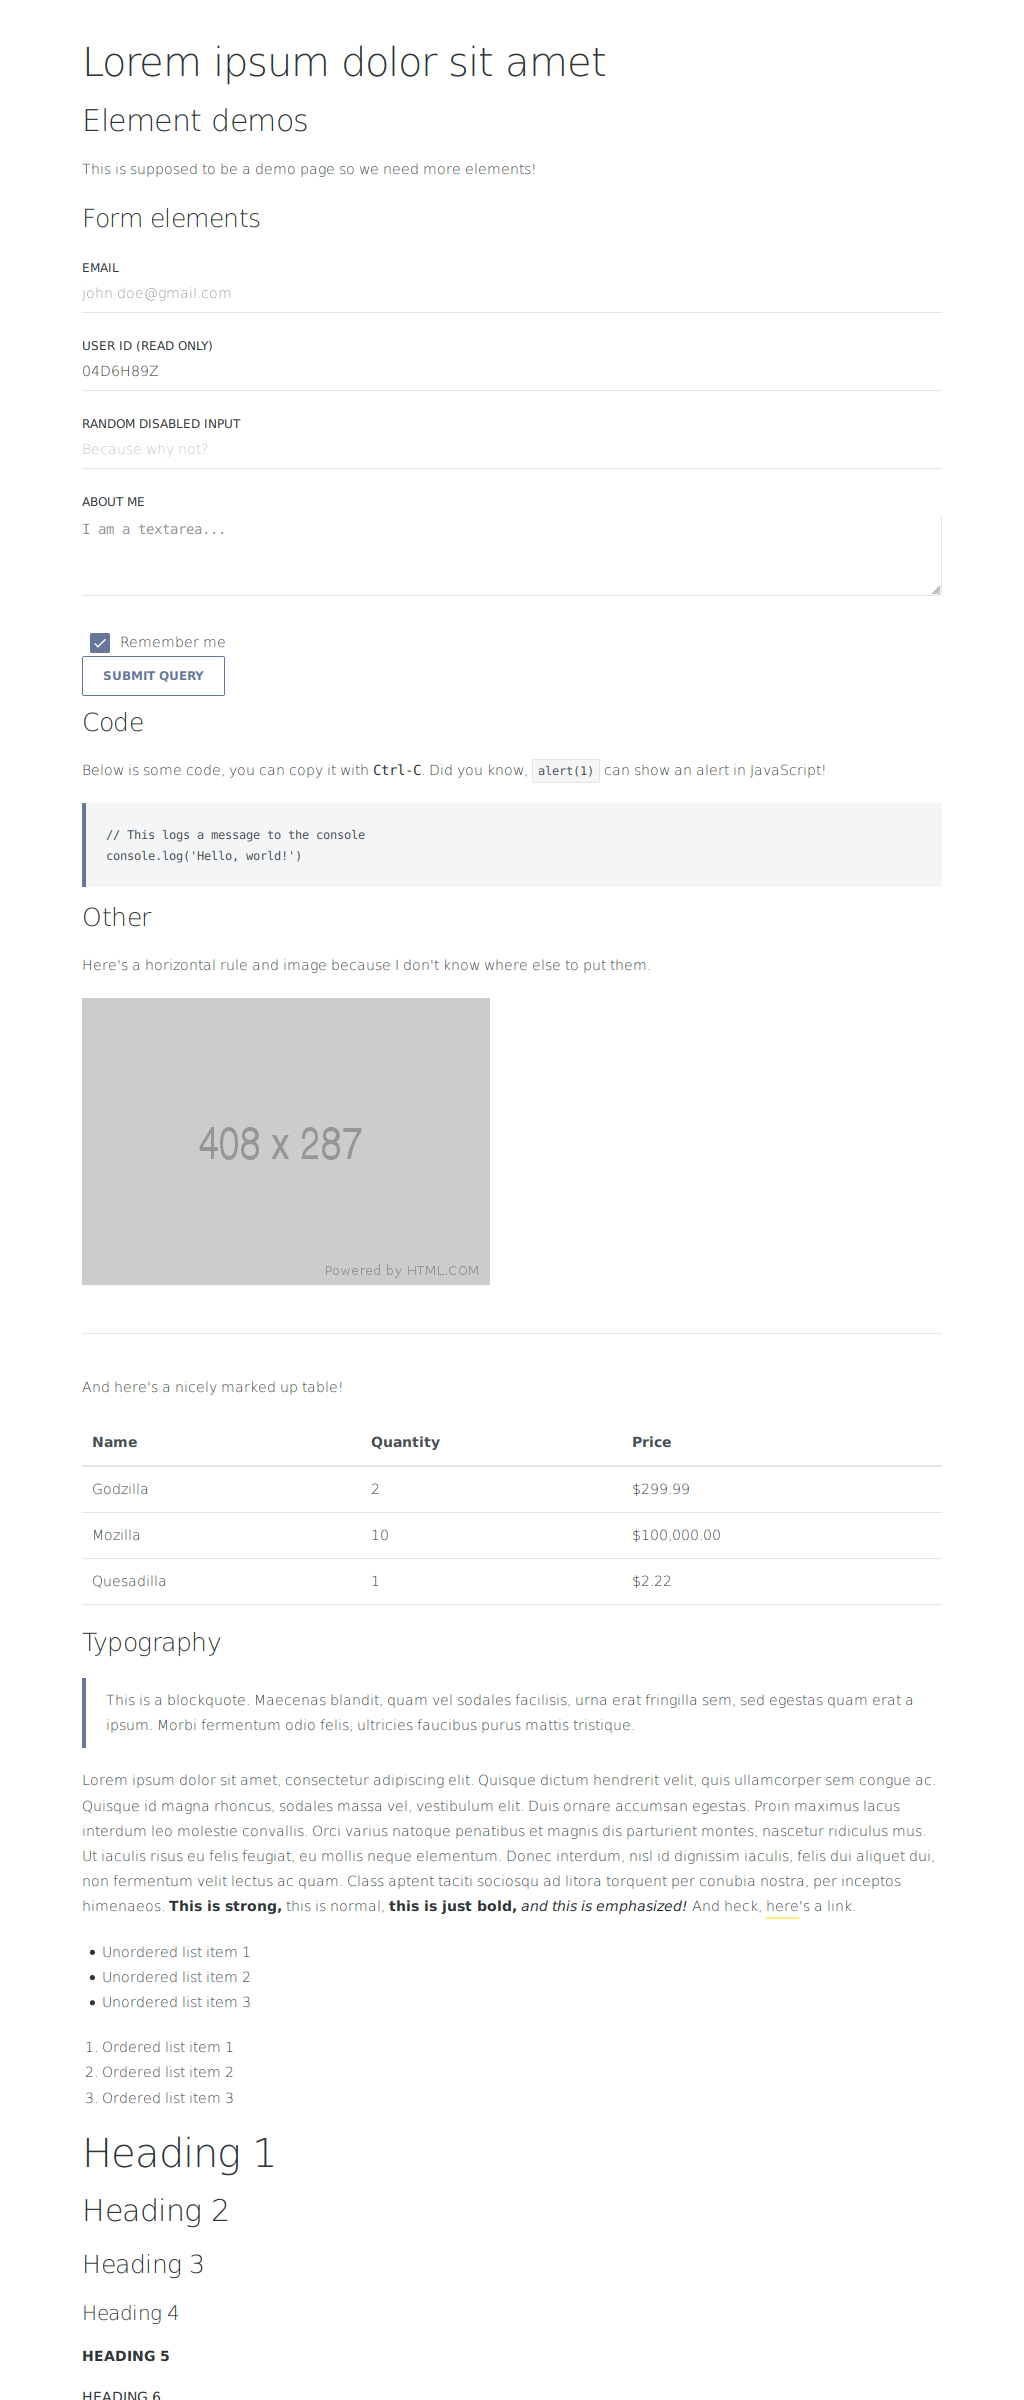 Lorem ipsum dolor sit amet
Element demos
This is supposed to be a demo page so we need more elements!
Form elements
EMAIL
john.doe@gmail.com
USER ID (READ ONLY)
04D6H89Z
RANDOM DISABLED INPUT
Because why not?
ABOUT ME
I am a textarea...
Remember me
SUBMIT QUERY
Code
Below is some code, you can copy it with Ctrl-C. Did you know, alert(1) can show an alert in JavaScript!
// This logs a message to the console
console.log('Hello, world!')
Other
Here's a horizontal rule and image because I don't know where else to put them.
408 x 287
Powered by HTML.COM
And here's a nicely marked up table!
Name Quantity Price
Godzilla 2 $299.99
Mozilla 10 $100,000.00
Quesadilla 1 $2.22
Typography
This is a blockquote. Maecenas blandit, quam vel sodales facilisis, urna erat fringilla sem, sed egestas quam erat a
ipsum. Morbi fermentum odio felis, ultricies faucibus purus mattis tristique.
Lorem ipsum dolor sit amet, consectetur adipiscing elit. Quisque dictum hendrerit velit, quis ullamcorper sem congue ac.
Quisque id magna rhoncus, sodales massa vel, vestibulum elit. Duis ornare accumsan egestas. Proin maximus lacus
interdum leo molestie convallis. Orci varius natoque penatibus et magnis dis parturient montes, nascetur ridiculus mus.
Ut iaculis risus eu felis feugiat, eu mollis neque elementum. Donec interdum, nisl id dignissim iaculis, felis dui aliquet dui,
non fermentum velit lectus ac quam. Class aptent taciti sociosqu ad litora torquent per conubia nostra, per inceptos
himenaeos. This is strong, this is normal, this is just bold, and this is emphasized! And heck, here's a link.
• Unordered list item 1
• Unordered list item 2
• Unordered list item 3
1. Ordered list item 1
2. Ordered list item 2
3. Ordered list item 3
Heading 1
Heading 2
Heading 3
Heading 4
HEADING 5
HEADING 6